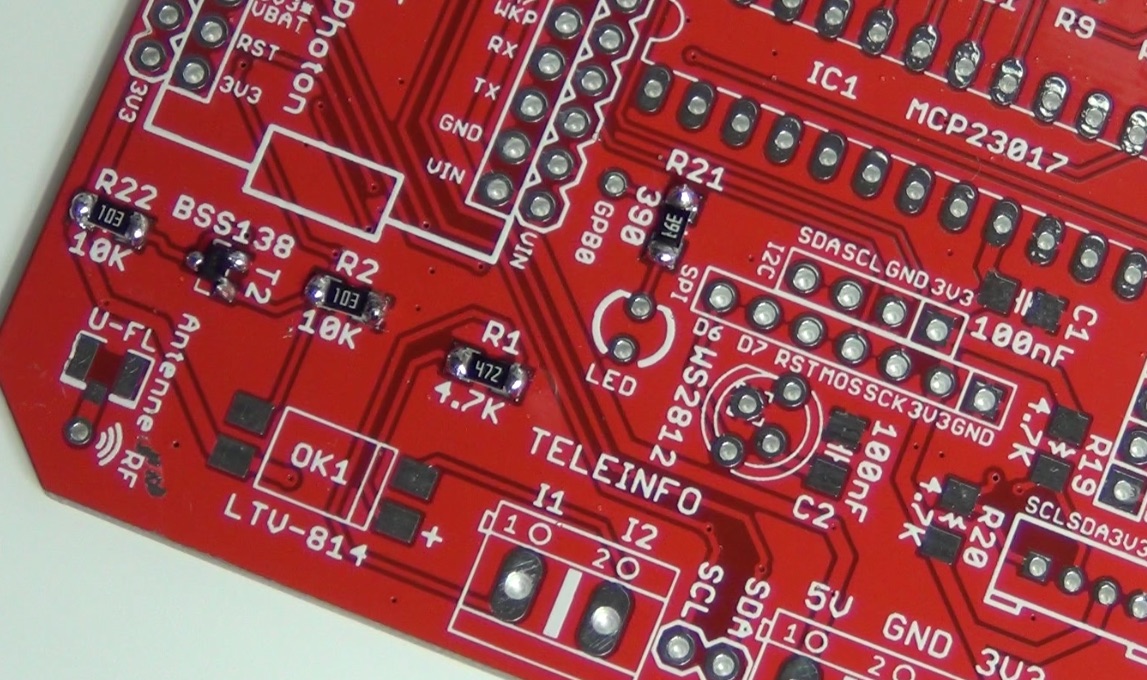 VBAT
RST
3V3
3V3
Photon
WKP
RX
TX
GND
VIN
VIN
IC1
MCP23017
R9
R22
103
10K
BSS138
T2
R2
103
10K
R21
390
GP80
I2C
SDA SCL GND 3V3
SPI
D6 D7 RST MOS SCK 3V3 GND
C1
100nF
LED
WS2812
R1
472
4.7K
U-FL
Antenne
RF
OK1
LTV-814
+
TELEINFO
I1
I2
1
2
100nF
C2
4.7K
R19
4.7K
R20
SCL SDA 3V3
SCL
SDA
5V
GND
3V3
1
2